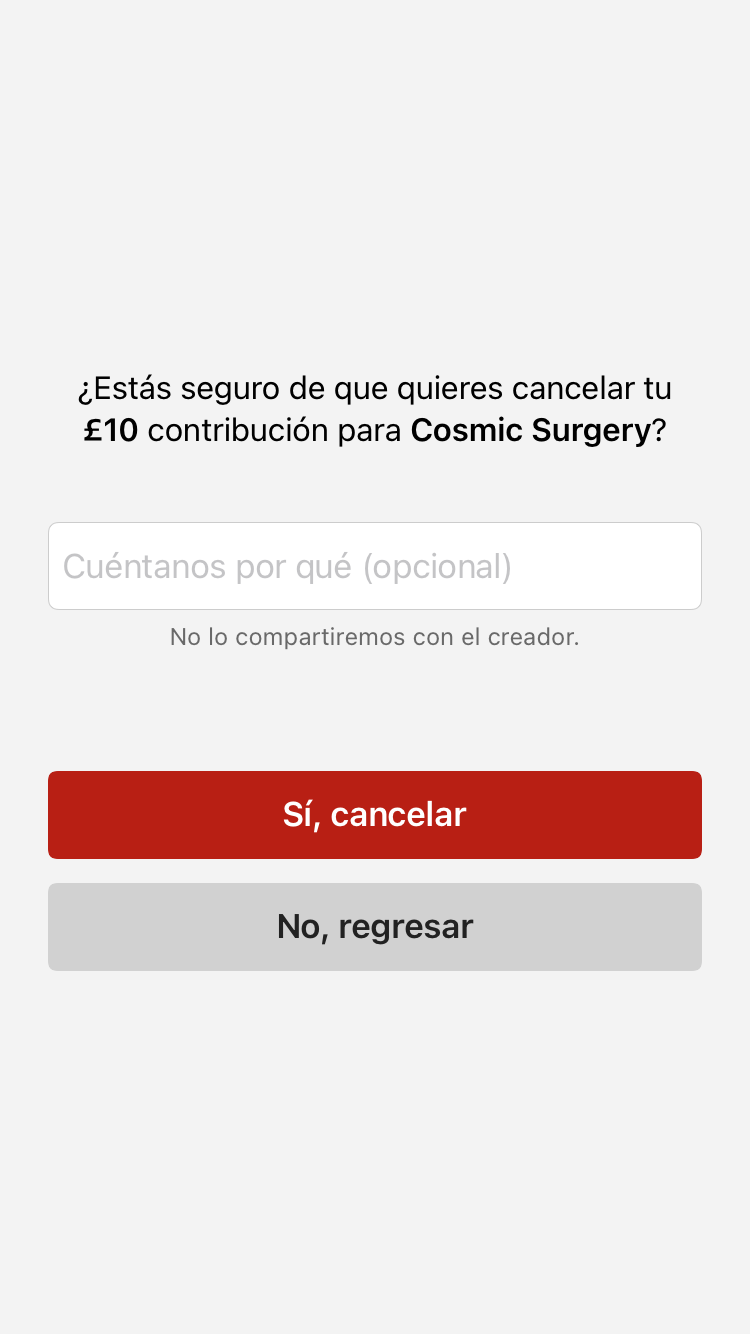 ¿Estás seguro de que quieres cancelar tu
£10 contribución para Cosmic Surgery?
Cuéntanos por qué (opcional)
No lo compartiremos con el creador.
Sí, cancelar
No, regresar